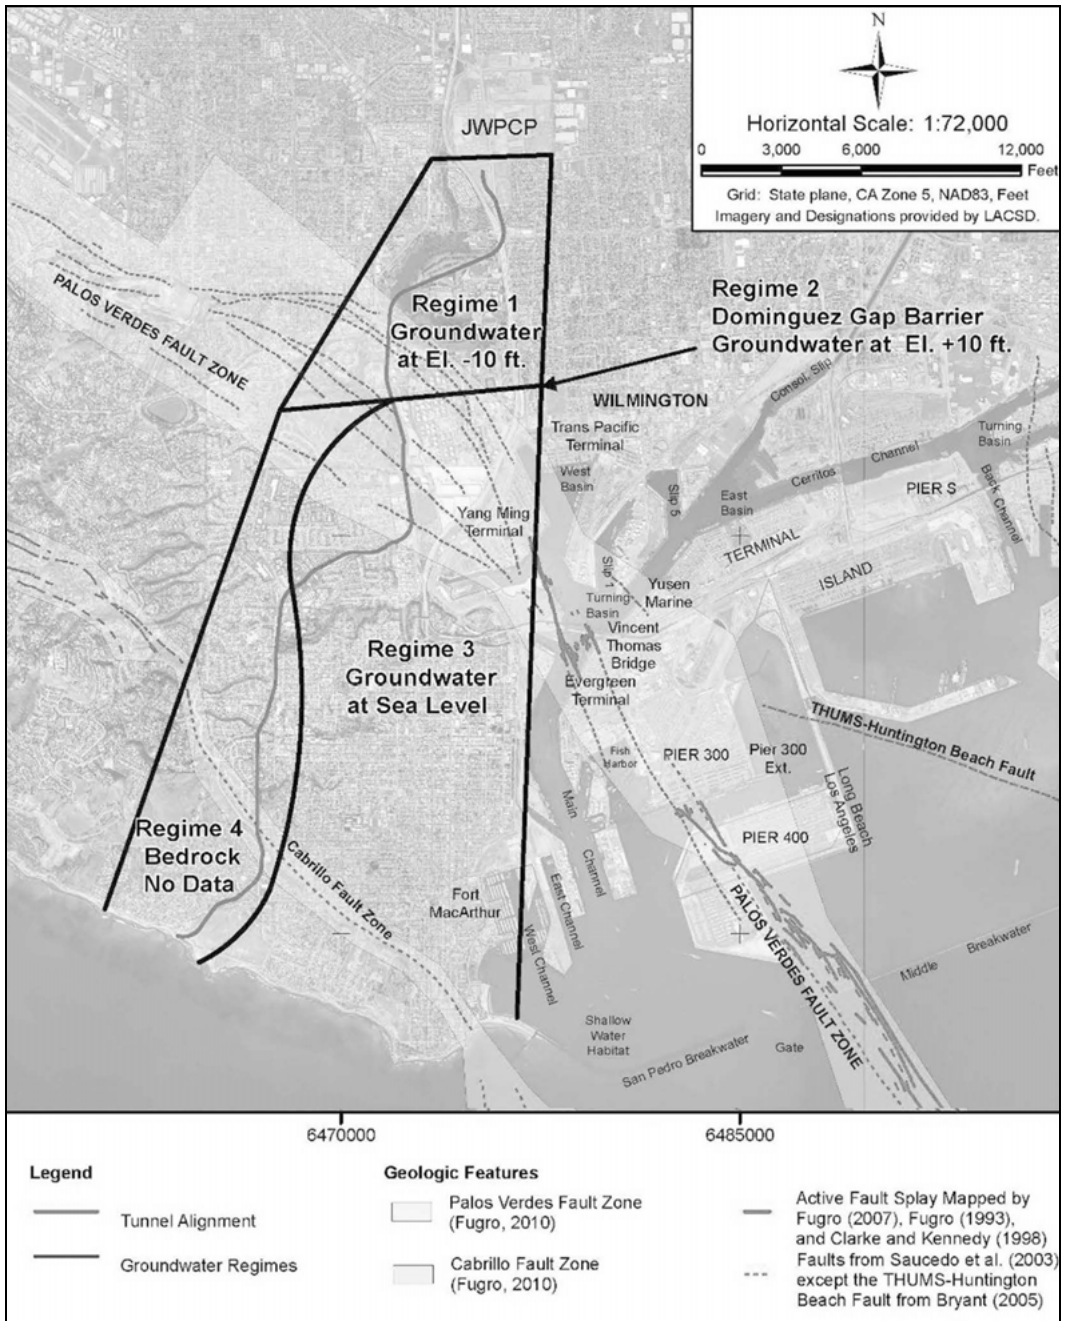 N
Horizontal Scale: 1:72,000
0 3,000 6,000 12,000
Feet
Grid: State plane, CA Zone 5, NAD83, Feet
Imagery and Designations provided by LACSD.
JWPCP
PALOS VERDES FAULT ZONE
Regime 1
Groundwater
at El. -10 ft.
Regime 2
Dominguez Gap Barrier
Groundwater at El. +10 ft.
WILMINGTON
Consol. Slip
Trans Pacific
Terminal
West
Basin
Slip 5
East
Basin
Cerritos
Channel
Turning
Basin
PIER S
Back Channel
Yang Ming
Terminal
TERMINAL
ISLAND
Slip 1
Yusen
Marine
Turning
Basin
Vincent
Thomas
Bridge
Evergreen
Terminal
Regime 3
Groundwater
at Sea Level
THUMS-Huntington Beach Fault
Fish
Harbor
PIER 300
Pier 300
Ext.
Long Beach
Los Angeles
Main
Channel
PIER 400
Regime 4
Bedrock
No Data
Cabrillo Fault Zone
Fort
MacArthur
East Channel
West Channel
PALOS VERDES FAULT ZONE
Middle
Breakwater
Shallow
Water
Habitat
San Pedro Breakwater
Gate
6470000
6485000
Legend
Tunnel Alignment
Groundwater Regimes
Geologic Features
Palos Verdes Fault Zone
(Fugro, 2010)
Cabrillo Fault Zone
(Fugro, 2010)
Active Fault Splay Mapped by
Fugro (2007), Fugro (1993),
and Clarke and Kennedy (1998)
Faults from Saucedo et al. (2003)
except the THUMS-Huntington
Beach Fault from Bryant (2005)